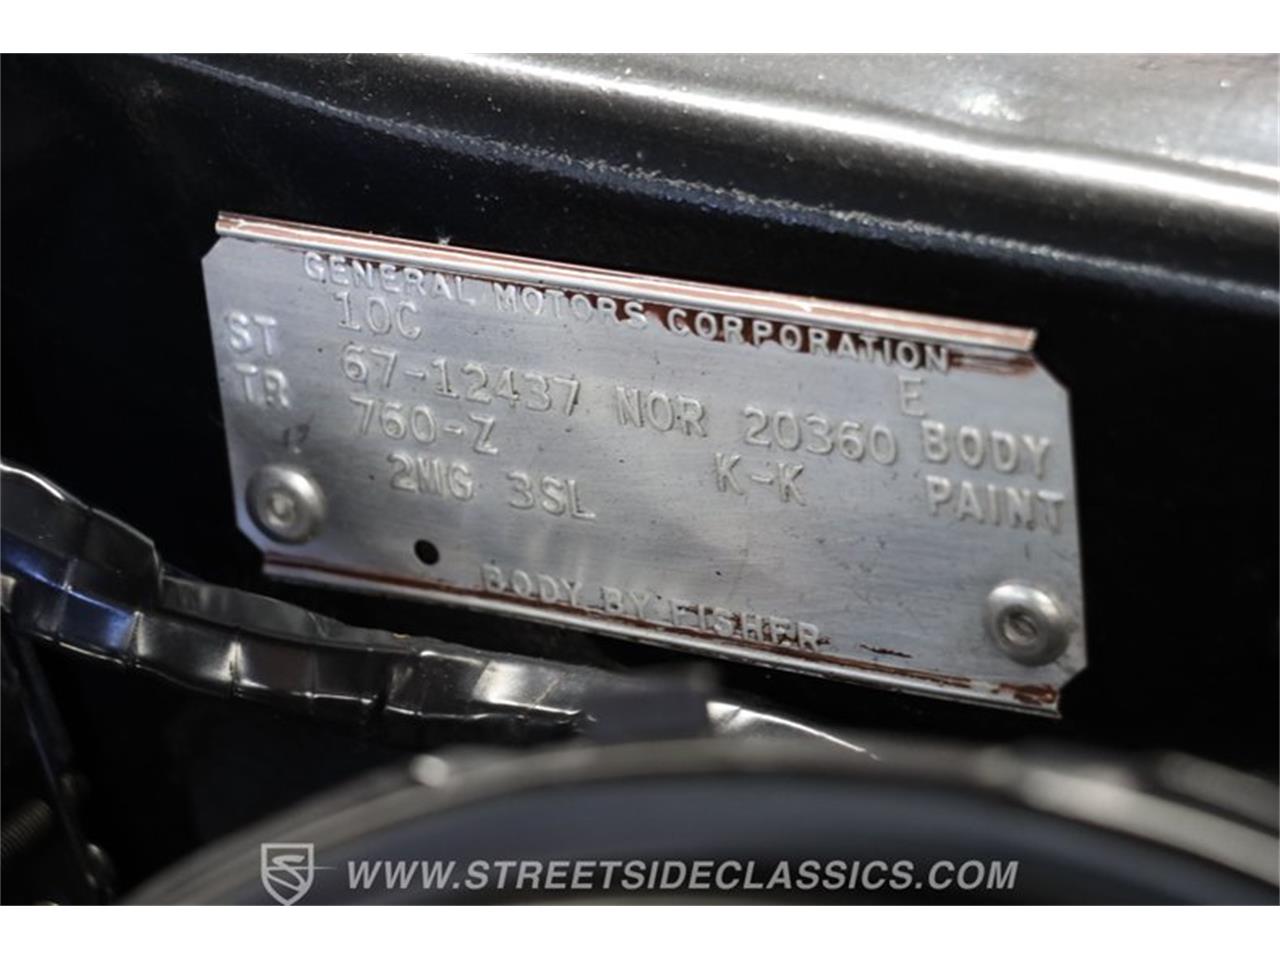 GENERAL MOTORS CORPORATION
10C E
ST 67-12437 NOR 20360 BODY
TR 760-Z K-K PAINT
2MG 3SL
BODY BY FISHER
WWW.STREETSIDECLASSICS.COM